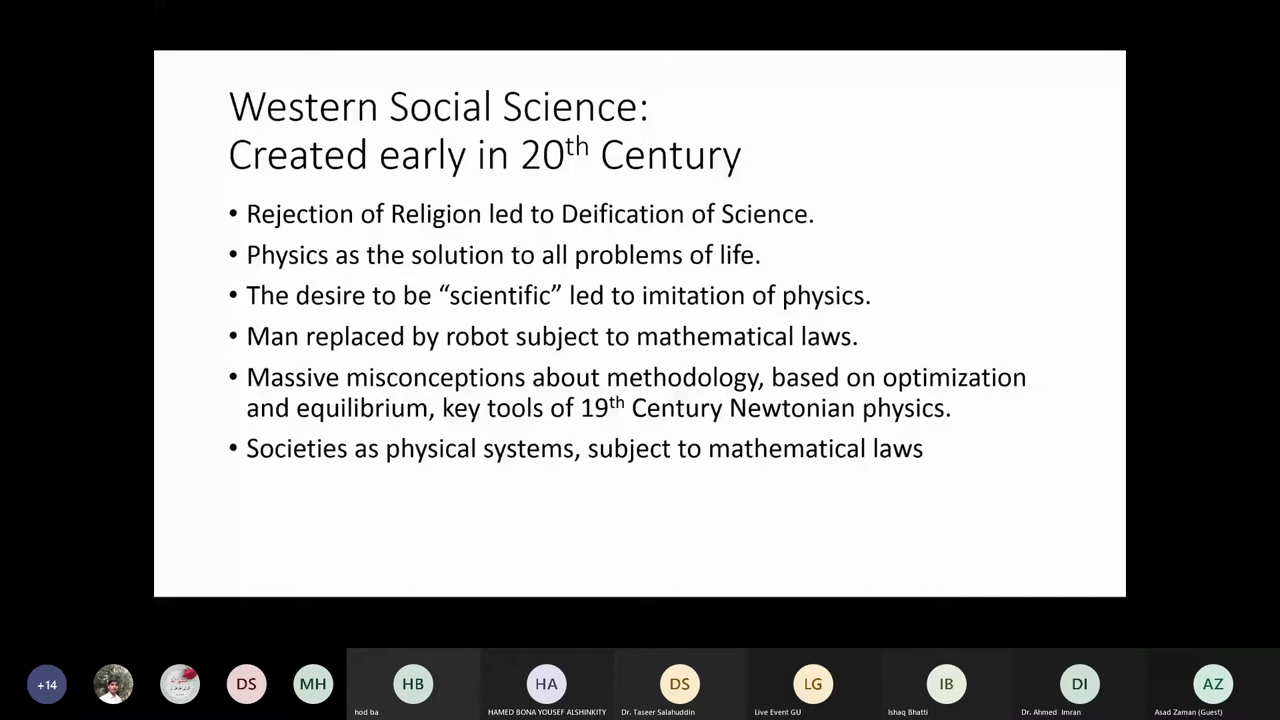 Western Social Science:
Created early in 20th Century
• Rejection of Religion led to Deification of Science.
• Physics as the solution to all problems of life.
• The desire to be “scientific” led to imitation of physics.
• Man replaced by robot subject to mathematical laws.
• Massive misconceptions about methodology, based on optimization
and equilibrium, key tools of 19th Century Newtonian physics.
• Societies as physical systems, subject to mathematical laws
+14
DS
MH
HB
HA
DS
LG
IB
DI
AZ
hod ba
HAMED BONA YOUSEF ALSHINKITY
Dr. Taseer Salahuddin
Live Event GU
Ishaq Bhatti
Dr. Ahmed Imran
Asad Zaman (Guest)